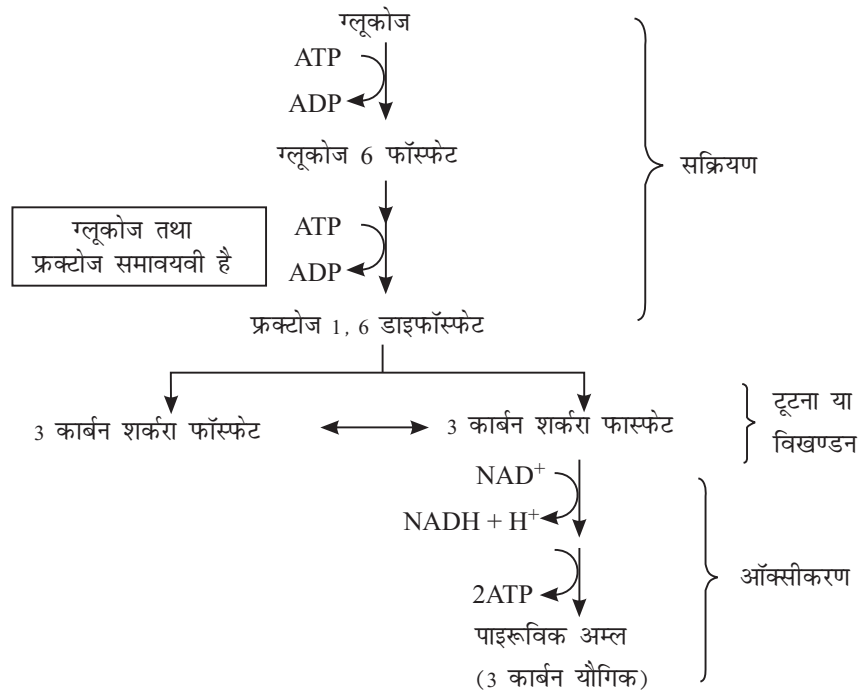 ग्लूकोज
ATP
ADP
ग्लूकोज 6 फॉस्फेट
सक्रियण
ग्लूकोज तथा
फ्रक्टोज समावयवी है
ATP
ADP
फ्रक्टोज 1, 6 डाइफॉस्फेट
3 कार्बन शर्करा फॉस्फेट
3 कार्बन शर्करा फास्फेट
टूटना या
विखण्डन
NAD⁺
NADH + H⁺
2ATP
ऑक्सीकरण
पाइरूविक अम्ल
(3 कार्बन यौगिक)